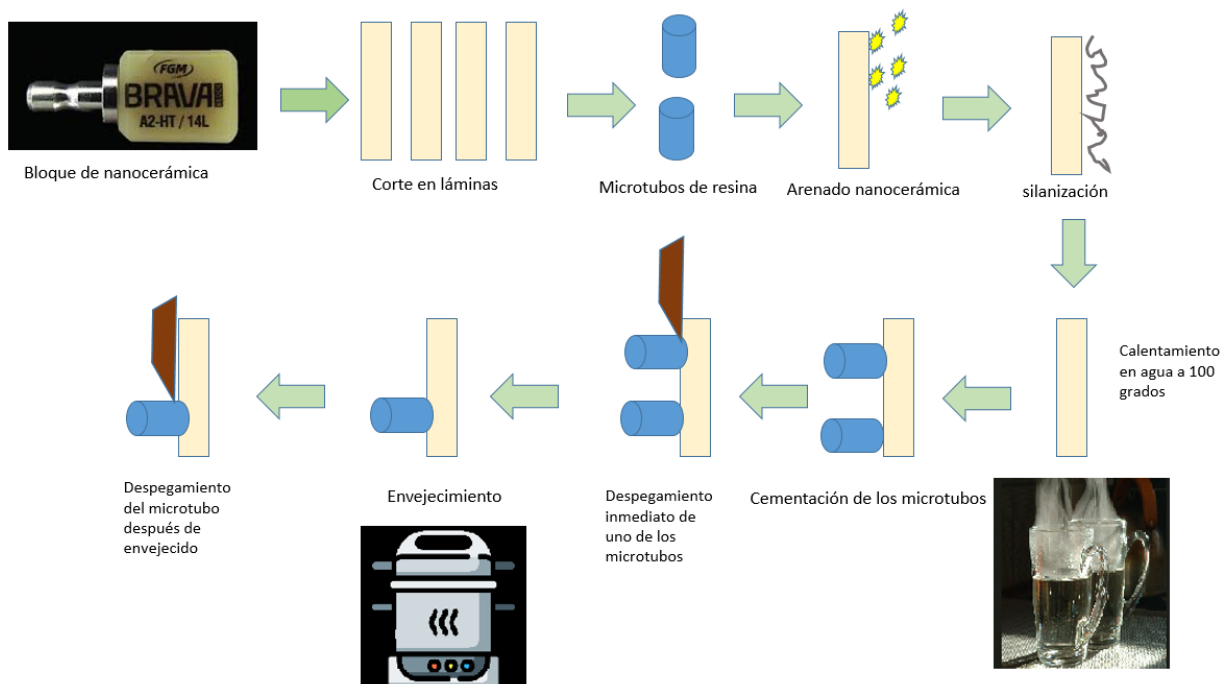 FGM
BRAVA
A2-HT / 14L
Bloque de nanocerámica
Corte en láminas
Microtubos de resina
Arenado nanocerámica
silanización
Calentamiento
en agua a 100
grados
Cementación de los microtubos
Despegamiento
inmediato de
uno de los
microtubos
Envejecimiento
Despegamiento
del microtubo
después de
envejecido